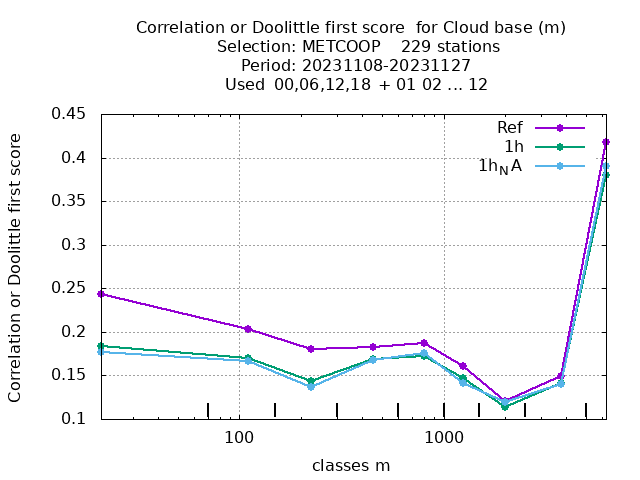 Correlation or Doolittle first score  for Cloud base (m)
Selection: METCOOP    229 stations
Period: 20231108-20231127
Used  00,06,12,18 + 01 02 ... 12
Correlation or Doolittle first score
0.45
0.4
0.35
0.3
0.25
0.2
0.15
0.1
Ref
1h
1hNA
100 1000
classes m